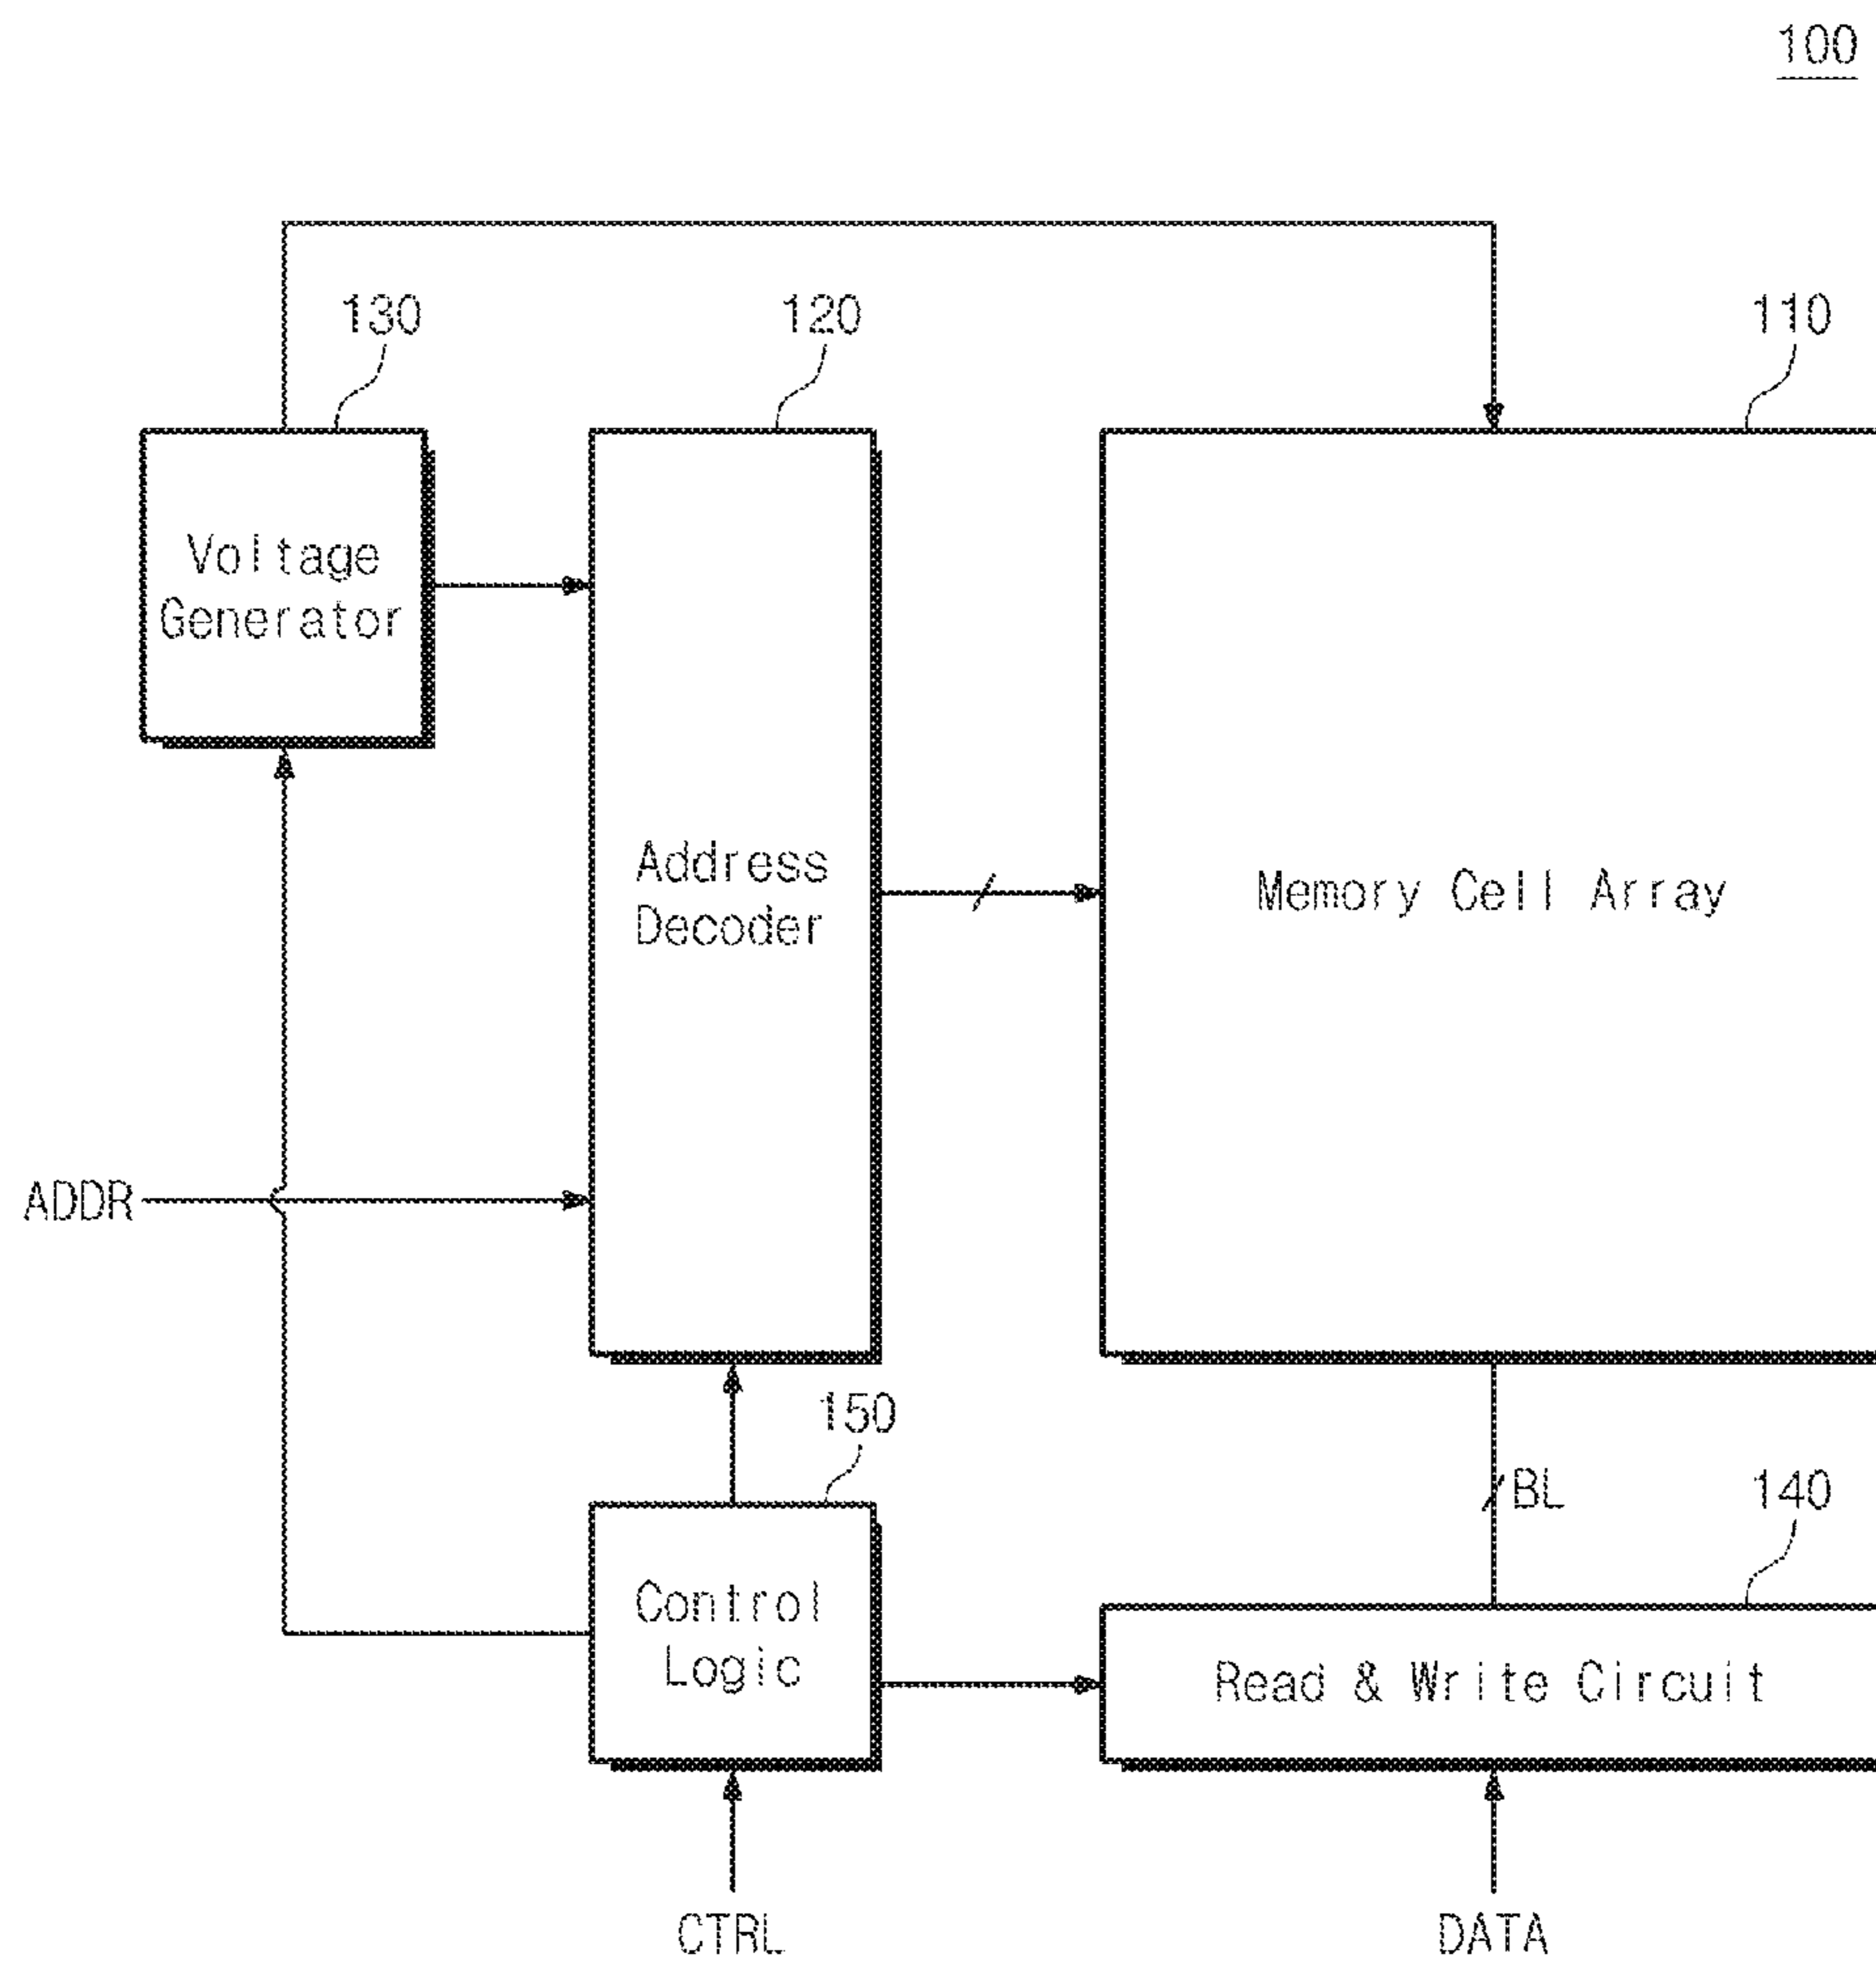 100
130
120
110
Voltage
Generator
Address
Decoder
Memory Cell Array
ADDR
150
BL
140
Control
Logic
Read & Write Circuit
CTRL
DATA